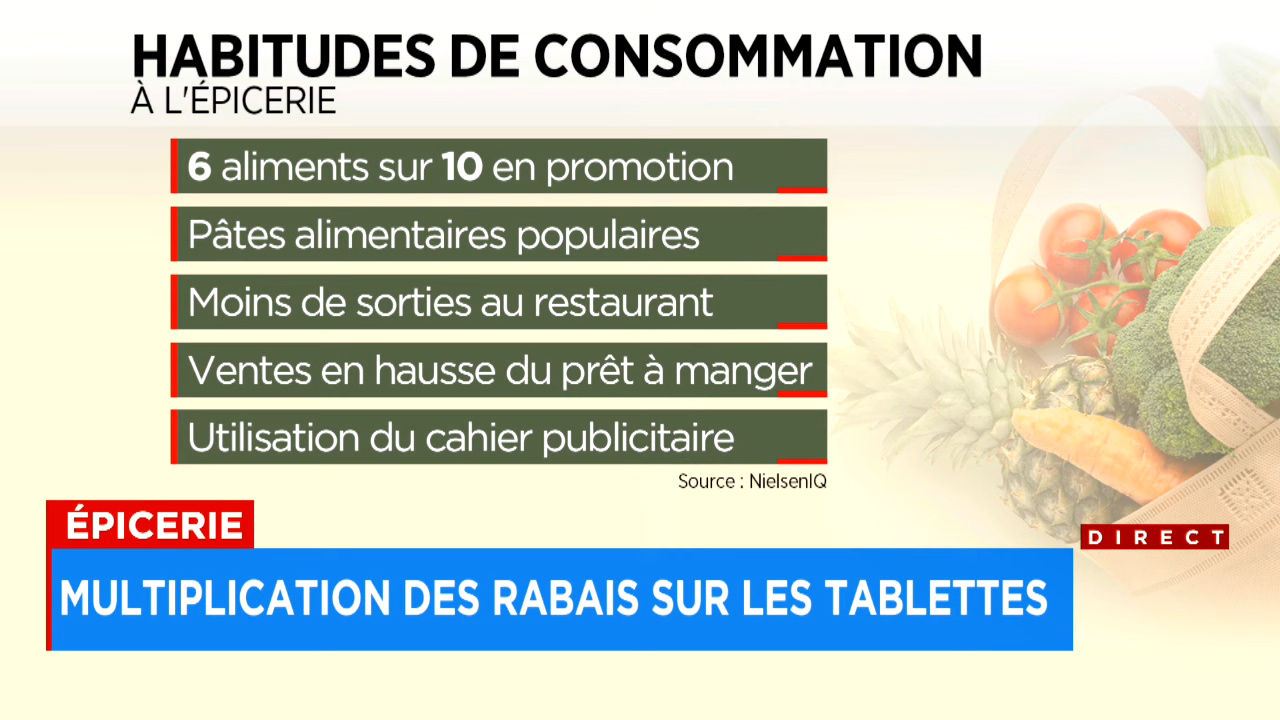 HABITUDES DE CONSOMMATION
À L'ÉPICERIE
6 aliments sur 10 en promotion
Pâtes alimentaires populaires
Moins de sorties au restaurant
Ventes en hausse du prêt à manger
Utilisation du cahier publicitaire
Source : NielsenIQ
ÉPICERIE
DIRECT
MULTIPLICATION DES RABAIS SUR LES TABLETTES